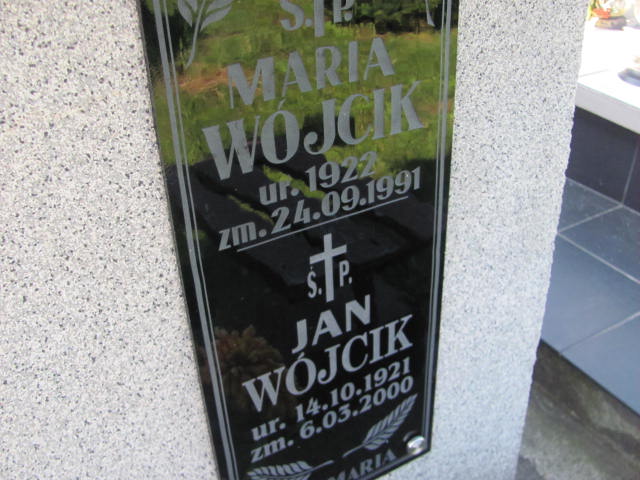 Ś.P.
MARIA
WÓJCIK
ur. 1922
zm. 24.09.1991
Ś.P.
JAN
WÓJCIK
ur. 14.10.1921
zm. 6.03.2000
MARIA